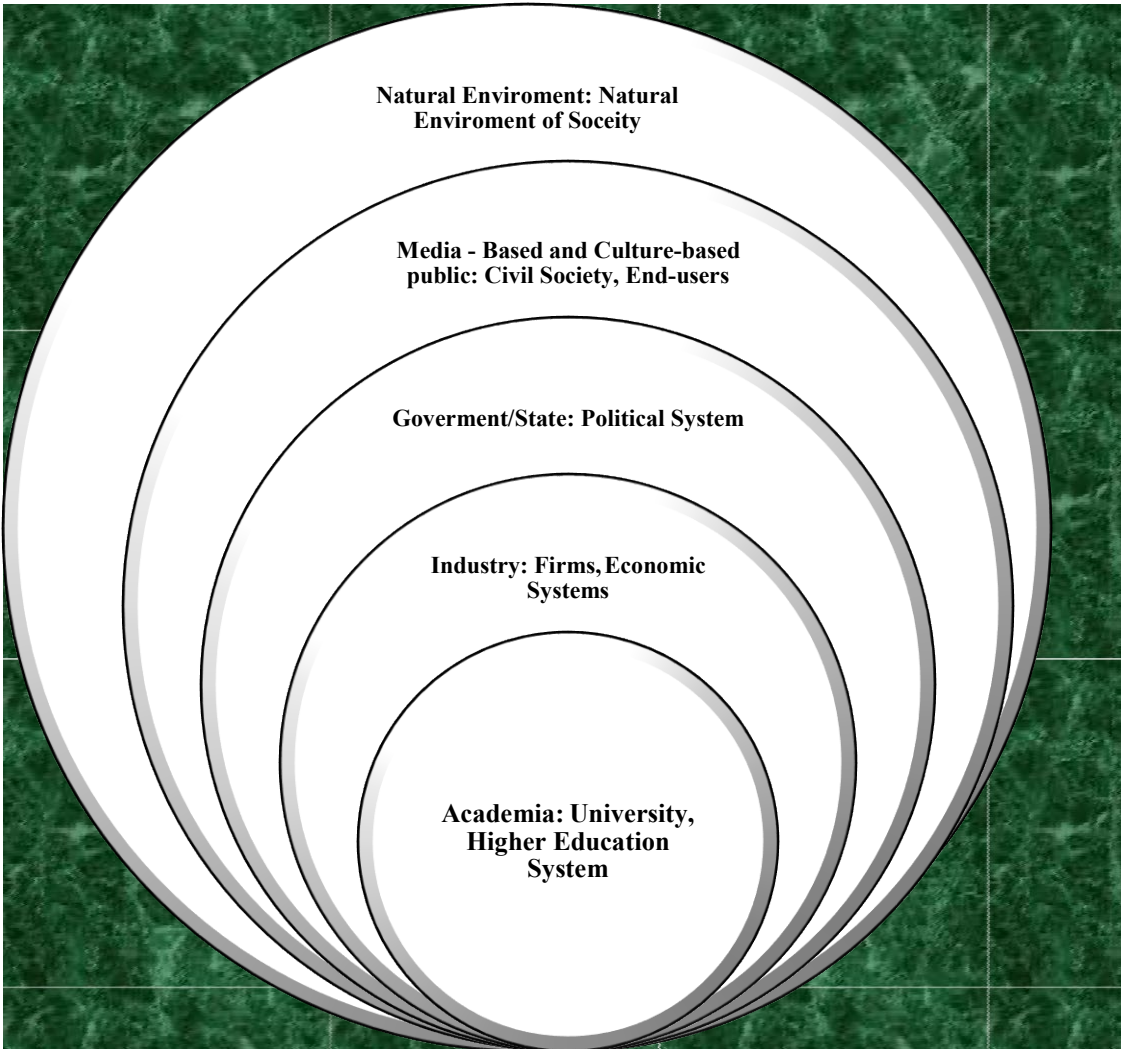 Natural Enviroment: Natural
Enviroment of Soceity
Media - Based and Culture-based
public: Civil Society, End-users
Goverment/State: Political System
Industry: Firms, Economic
Systems
Academia: University,
Higher Education
System